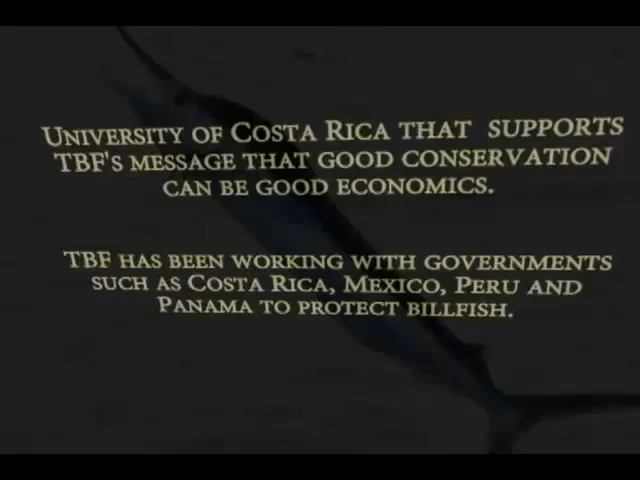 University of Costa Rica that supports
TBF's message that good conservation
can be good economics.
TBF has been working with governments
such as Costa Rica, Mexico, Peru and
Panama to protect billfish.